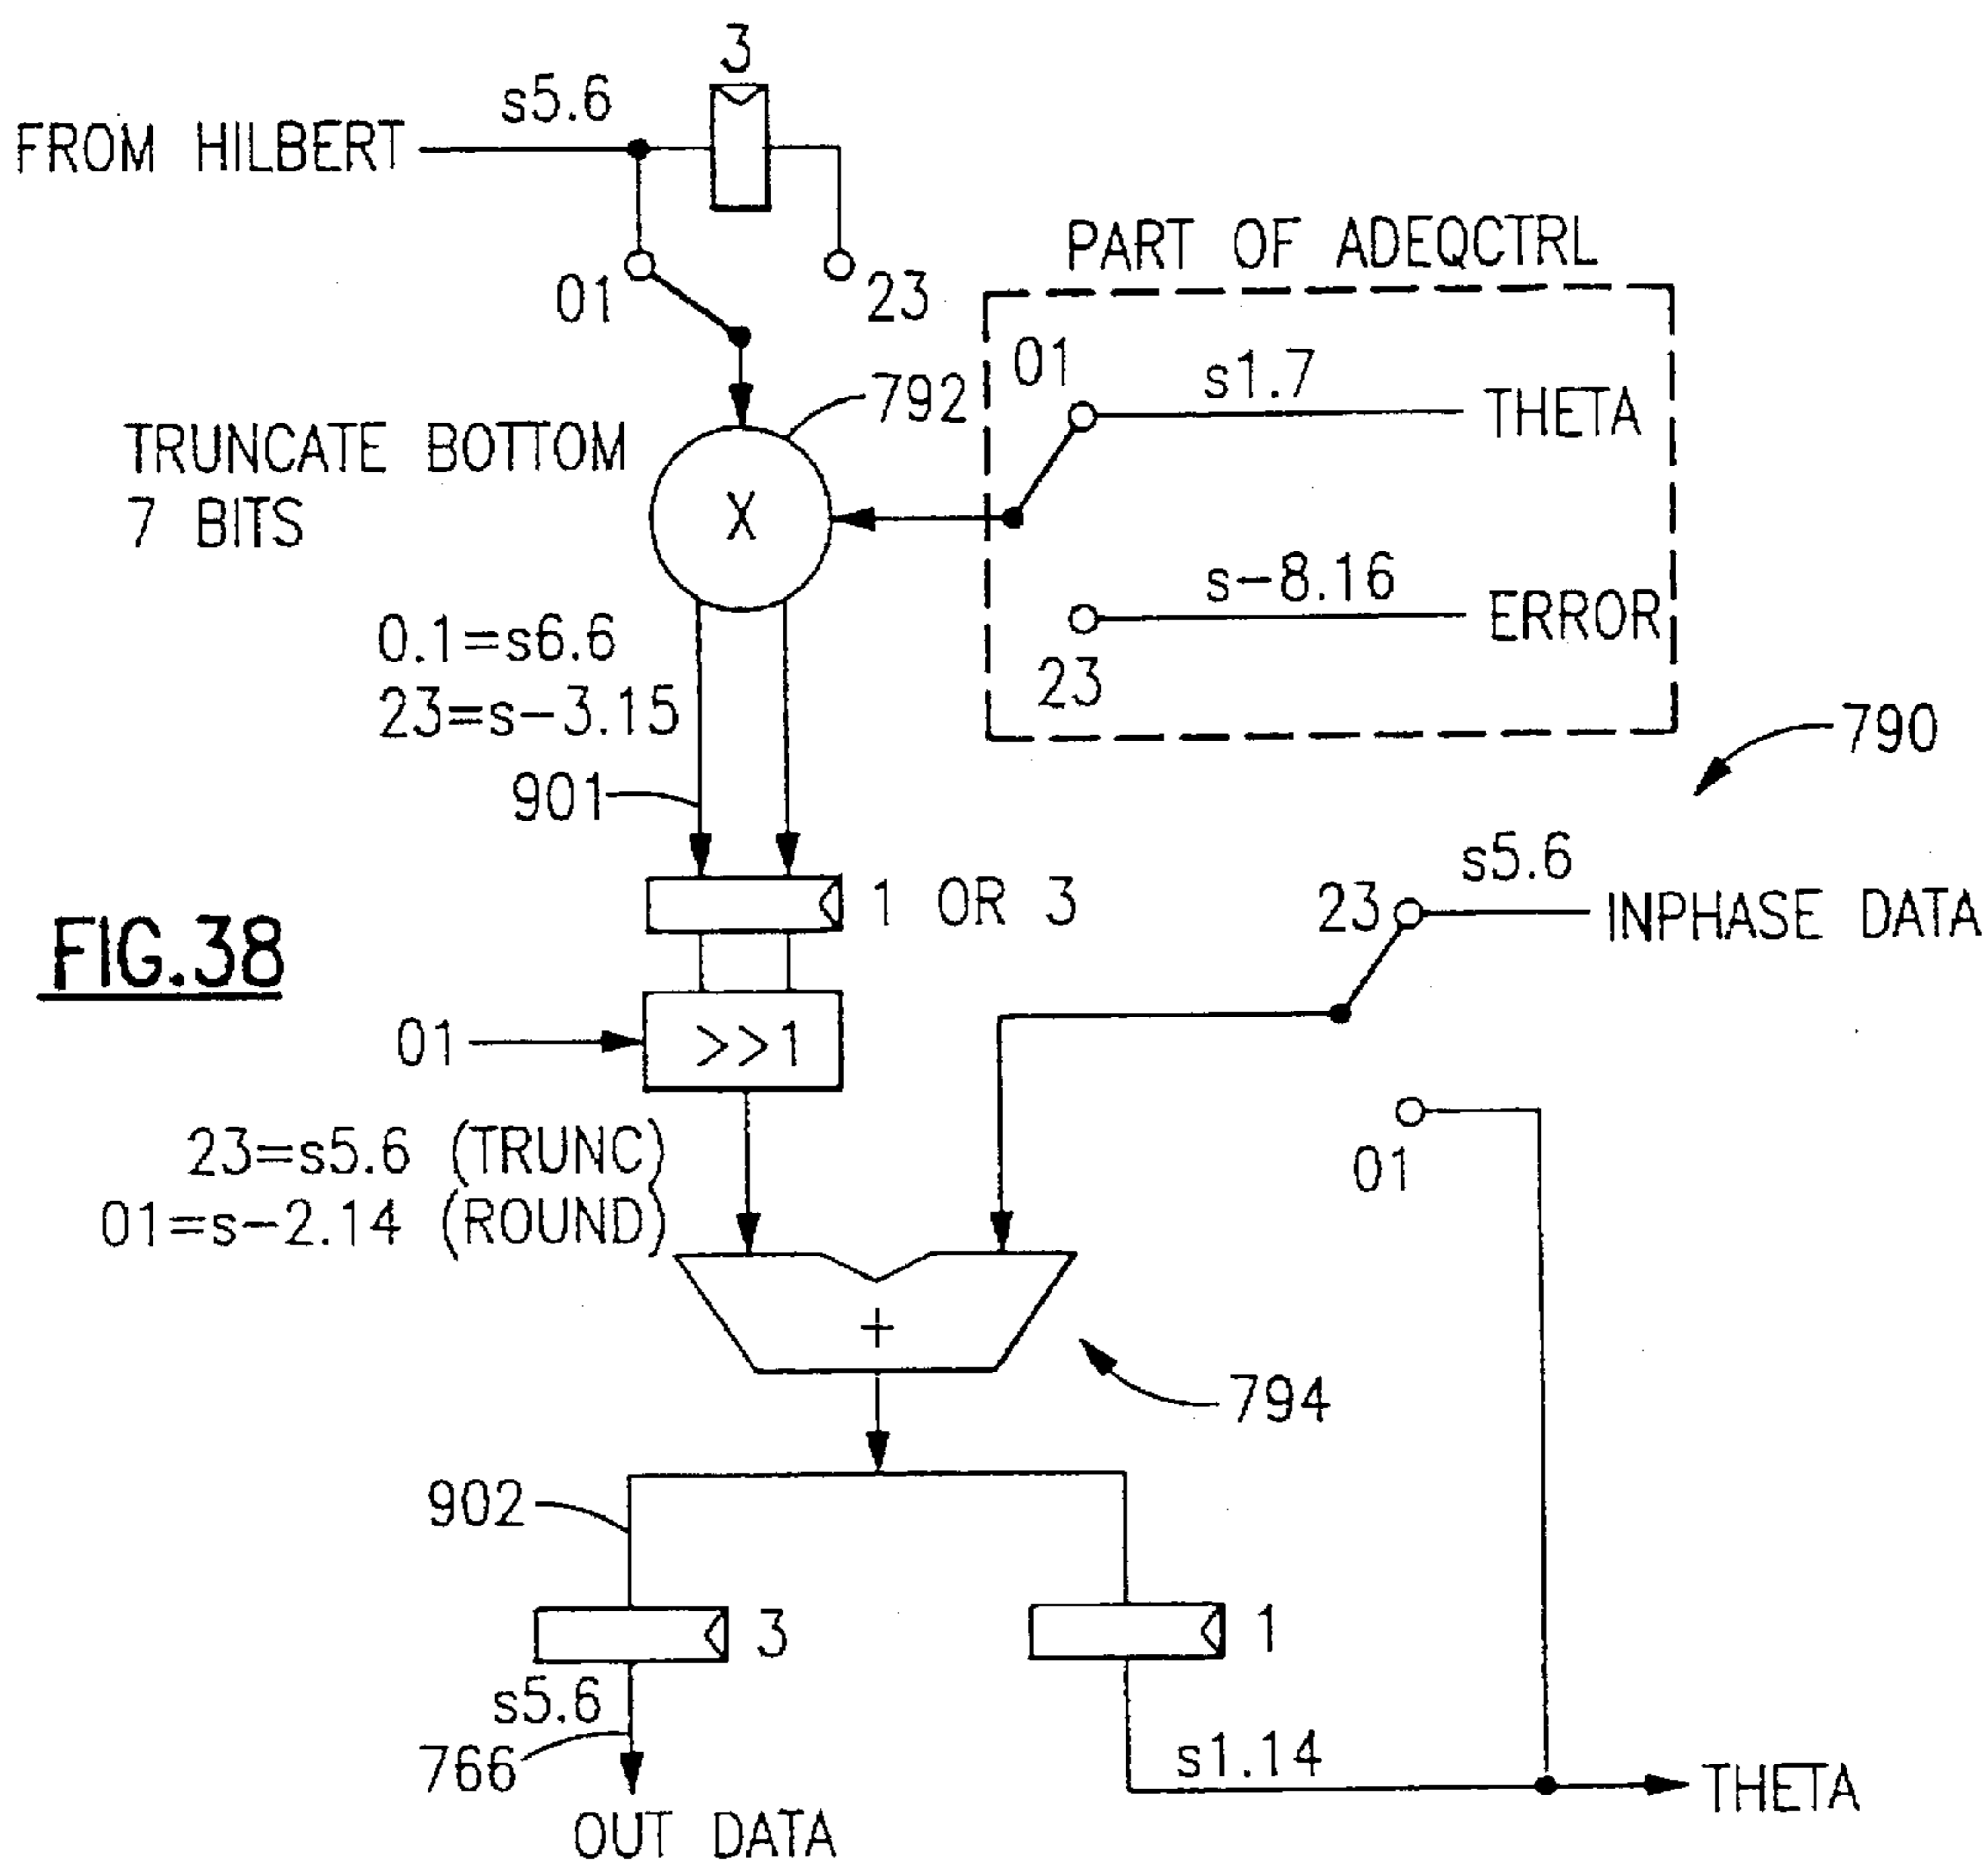 3
s5.6
FROM HILBERT
01
23
PART OF ADEQCTRL
01
s1.7
THETA
792
TRUNCATE BOTTOM
7 BITS
X
s-8.16
ERROR
23
0.1=s6.6
23=s-3.15
790
901
s5.6
1 OR 3
23
INPHASE DATA
FIG.38
01
>>1
23=s5.6 (TRUNC)
01=s-2.14 (ROUND)
01
+
794
902
3
1
s5.6
766
s1.14
THETA
OUT DATA